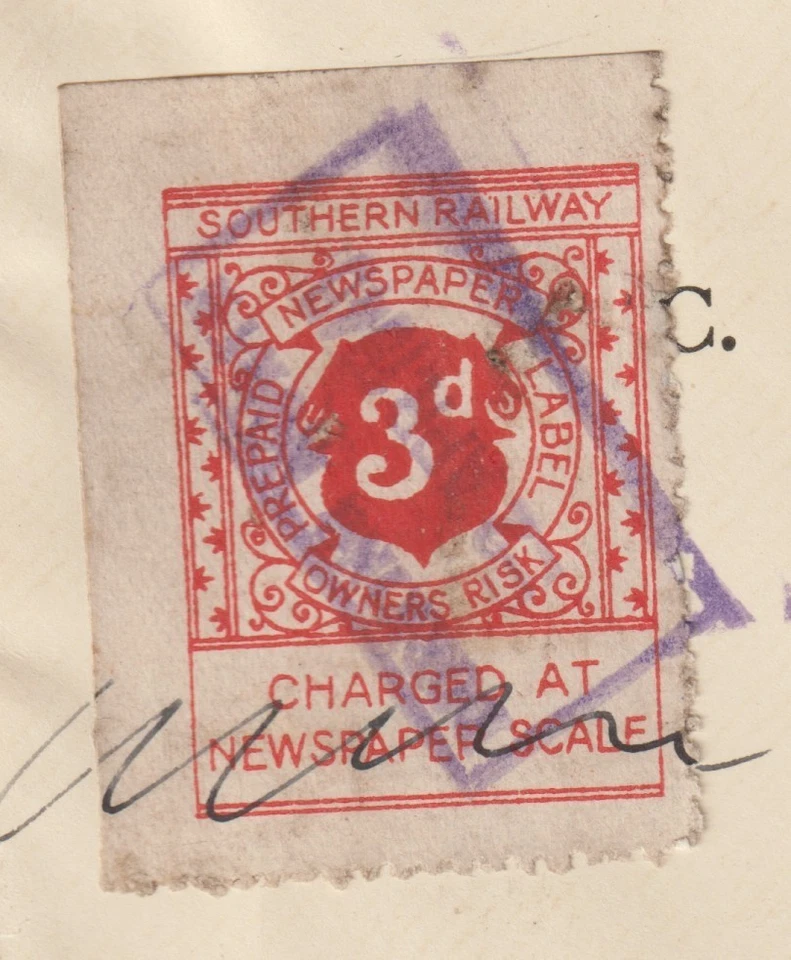 SOUTHERN RAILWAY
NEWSPAPER
PREPAID
LABEL
3d
OWNERS RISK
CHARGED AT
NEWSPAPER SCALE
C.